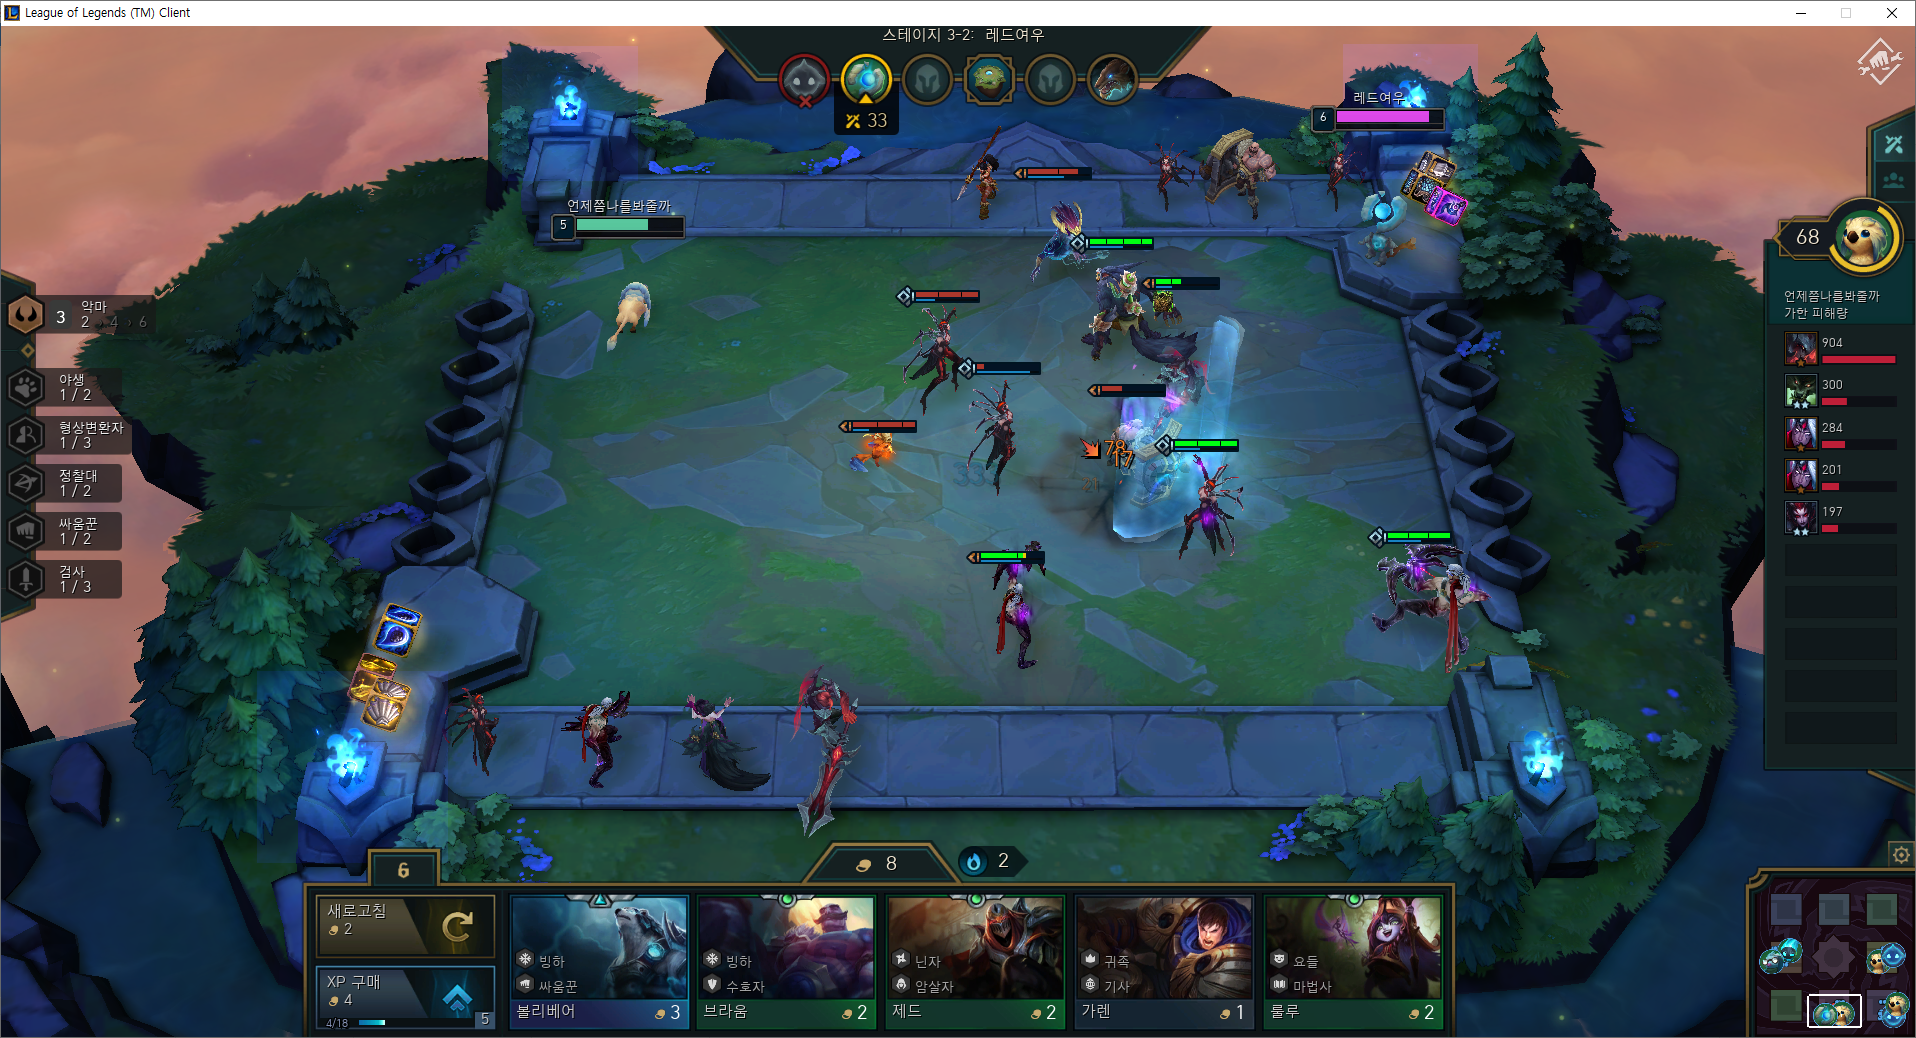 League of Legends (TM) Client
스테이지 3-2: 레드여우
33
레드여우
6
언제쯤나를봐줄까
5
68
언제쯤나를봐줄까
가한 피해량
904
300
284
201
197
3
악마
2 › 4 › 6
야생
1 / 2
형상변환자
1 / 3
정찰대
1 / 2
싸움꾼
1 / 2
검사
1 / 3
78
17
33
6
8
2
새로고침
2
XP 구매
4
4/18
5
빙하
싸움꾼
볼리베어
3
빙하
수호자
브라움
2
닌자
암살자
제드
2
귀족
기사
가렌
1
요들
마법사
룰루
2